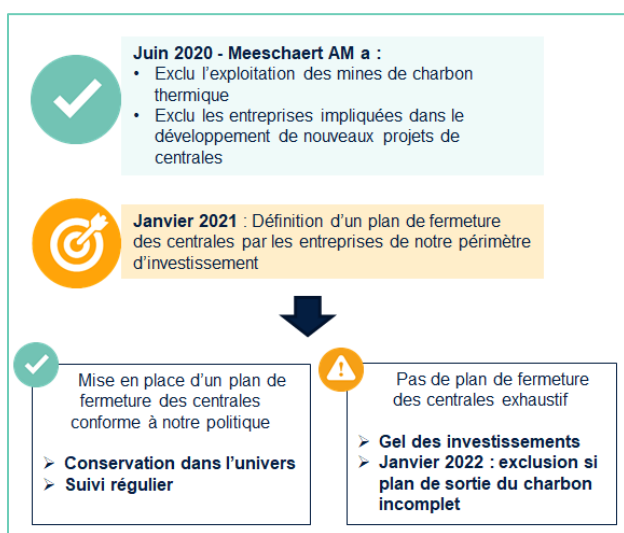 Juin 2020 - Meeschaert AM a :
• Exclu l'exploitation des mines de charbon
thermique
• Exclu les entreprises impliquées dans le
développement de nouveaux projets de
centrales
Janvier 2021 : Définition d'un plan de fermeture
des centrales par les entreprises de notre périmètre
d'investissement
Mise en place d'un plan de
fermeture des centrales
conforme à notre politique
➢ Conservation dans l'univers
➢ Suivi régulier
Pas de plan de fermeture
des centrales exhaustif
➢ Gel des investissements
➢ Janvier 2022 : exclusion si
plan de sortie du charbon
incomplet